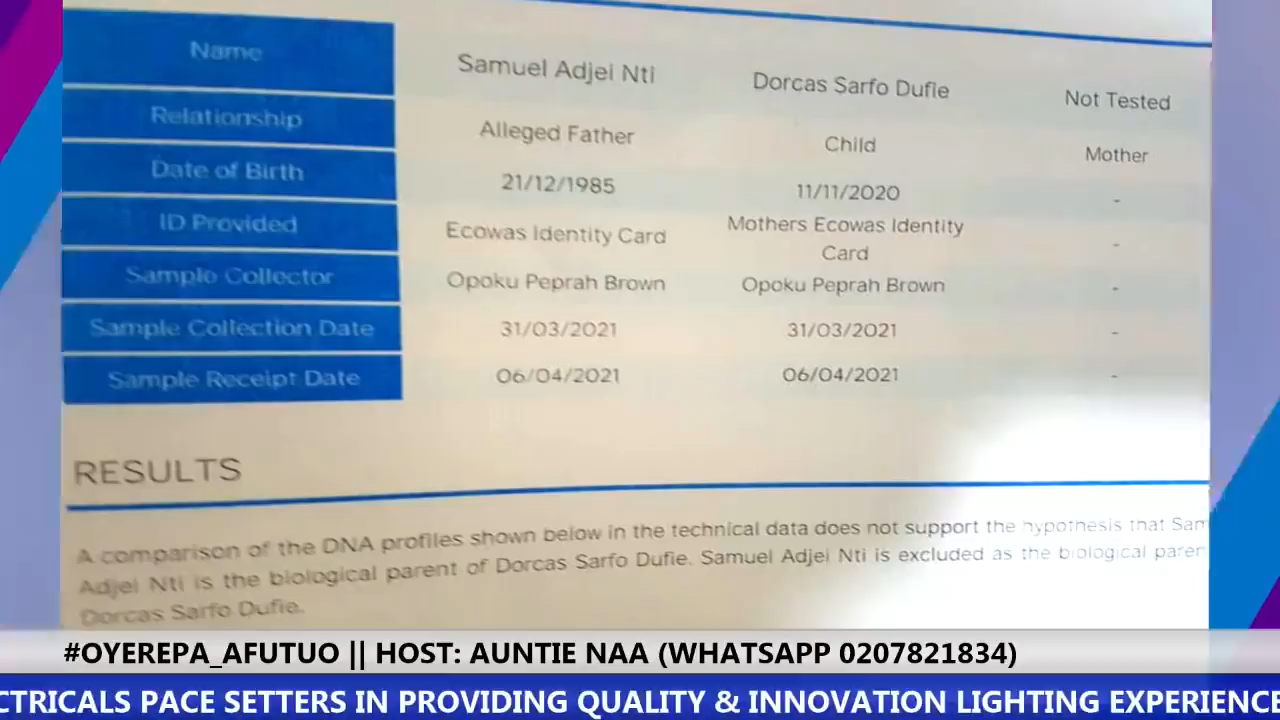 Name Samuel Adjei Nti Dorcas Sarfo Dufie Not Tested
Relationship Alleged Father Child Mother
Date of Birth 21/12/1985 11/11/2020 -
ID Provided Ecowas Identity Card Mothers Ecowas Identity Card -
Sample Collector Opoku Peprah Brown Opoku Peprah Brown -
Sample Collection Date 31/03/2021 31/03/2021 -
Sample Receipt Date 06/04/2021 06/04/2021 -
RESULTS
A comparison of the DNA profiles shown below in the technical data does not support the hypothesis that Sam
Adjei Nti is the biological parent of Dorcas Sarfo Dufie. Samuel Adjei Nti is excluded as the biological paren
Dorcas Sarfo Dufie.
#OYEREPA_AFUTUO || HOST: AUNTIE NAA (WHATSAPP 0207821834)
CTRICALS PACE SETTERS IN PROVIDING QUALITY & INNOVATION LIGHTING EXPERIENCE